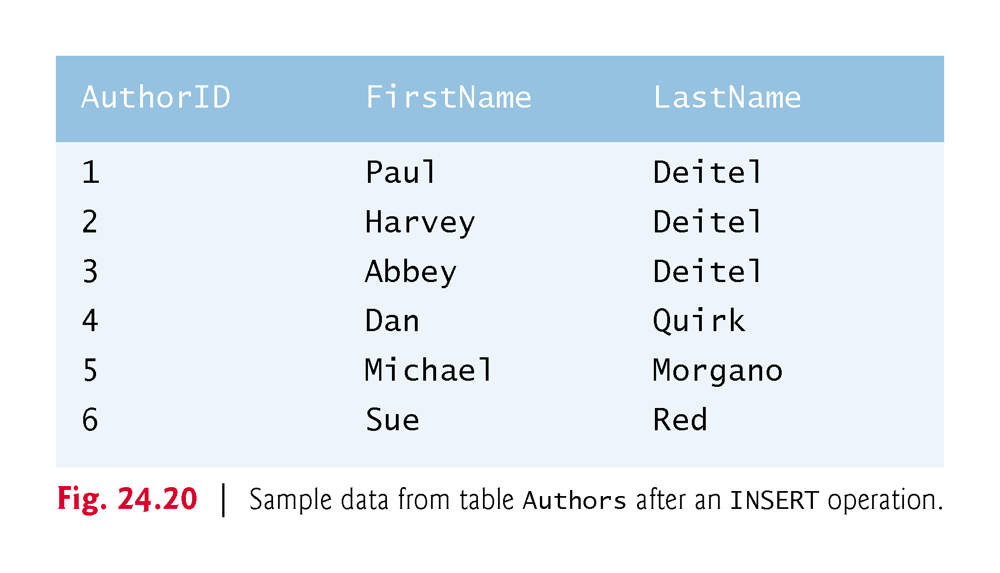 AuthorID FirstName LastName
1 Paul Deitel
2 Harvey Deitel
3 Abbey Deitel
4 Dan Quirk
5 Michael Morgano
6 Sue Red
Fig. 24.20 | Sample data from table Authors after an INSERT operation.